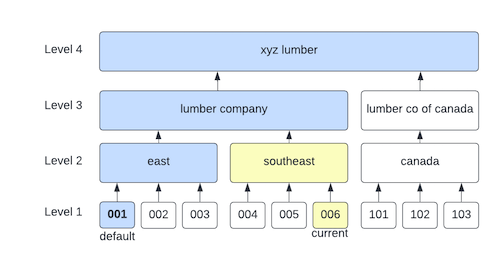 Level 4 xyz lumber
Level 3 lumber company lumber co of canada
Level 2 east southeast canada
Level 1 001 002 003 004 005 006 101 102 103
default current